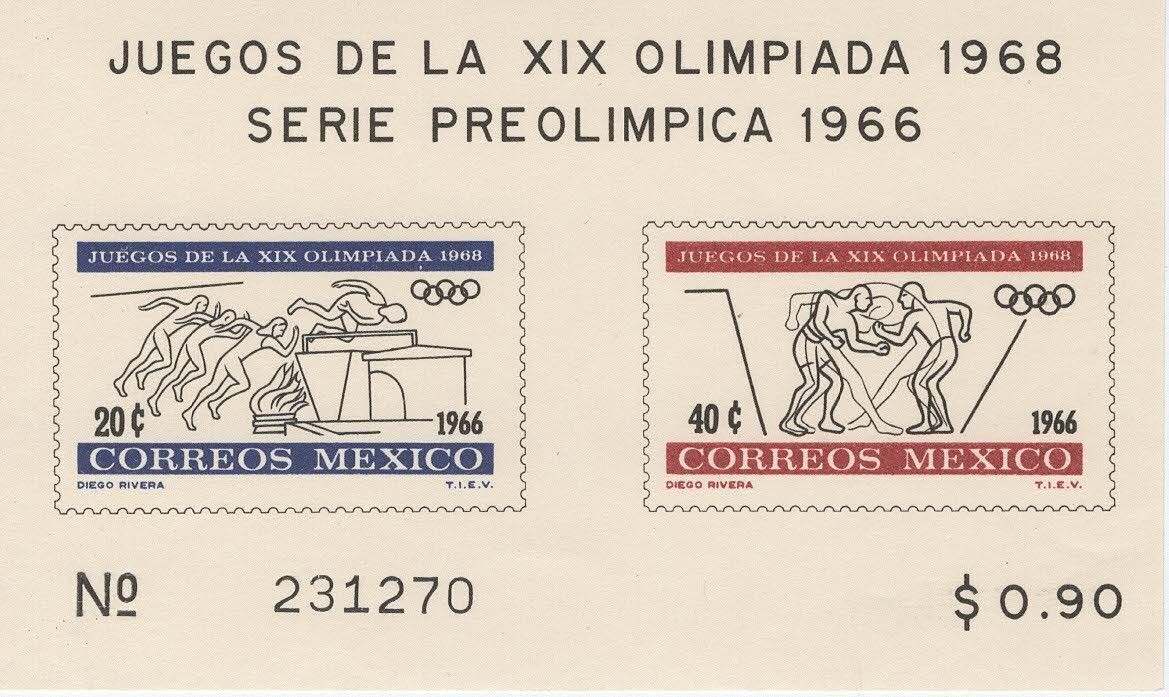 JUEGOS DE LA XIX OLIMPIADA 1968
SERIE PREOLIMPICA 1966
JUEGOS DE LA XIX OLIMPIADA 1968
20 ¢
1966
CORREOS MEXICO
DIEGO RIVERA
T.I.E.V.
JUEGOS DE LA XIX OLIMPIADA 1968
40 ¢
1966
CORREOS MEXICO
DIEGO RIVERA
T.I.E.V.
Nº 231270 $ 0.90